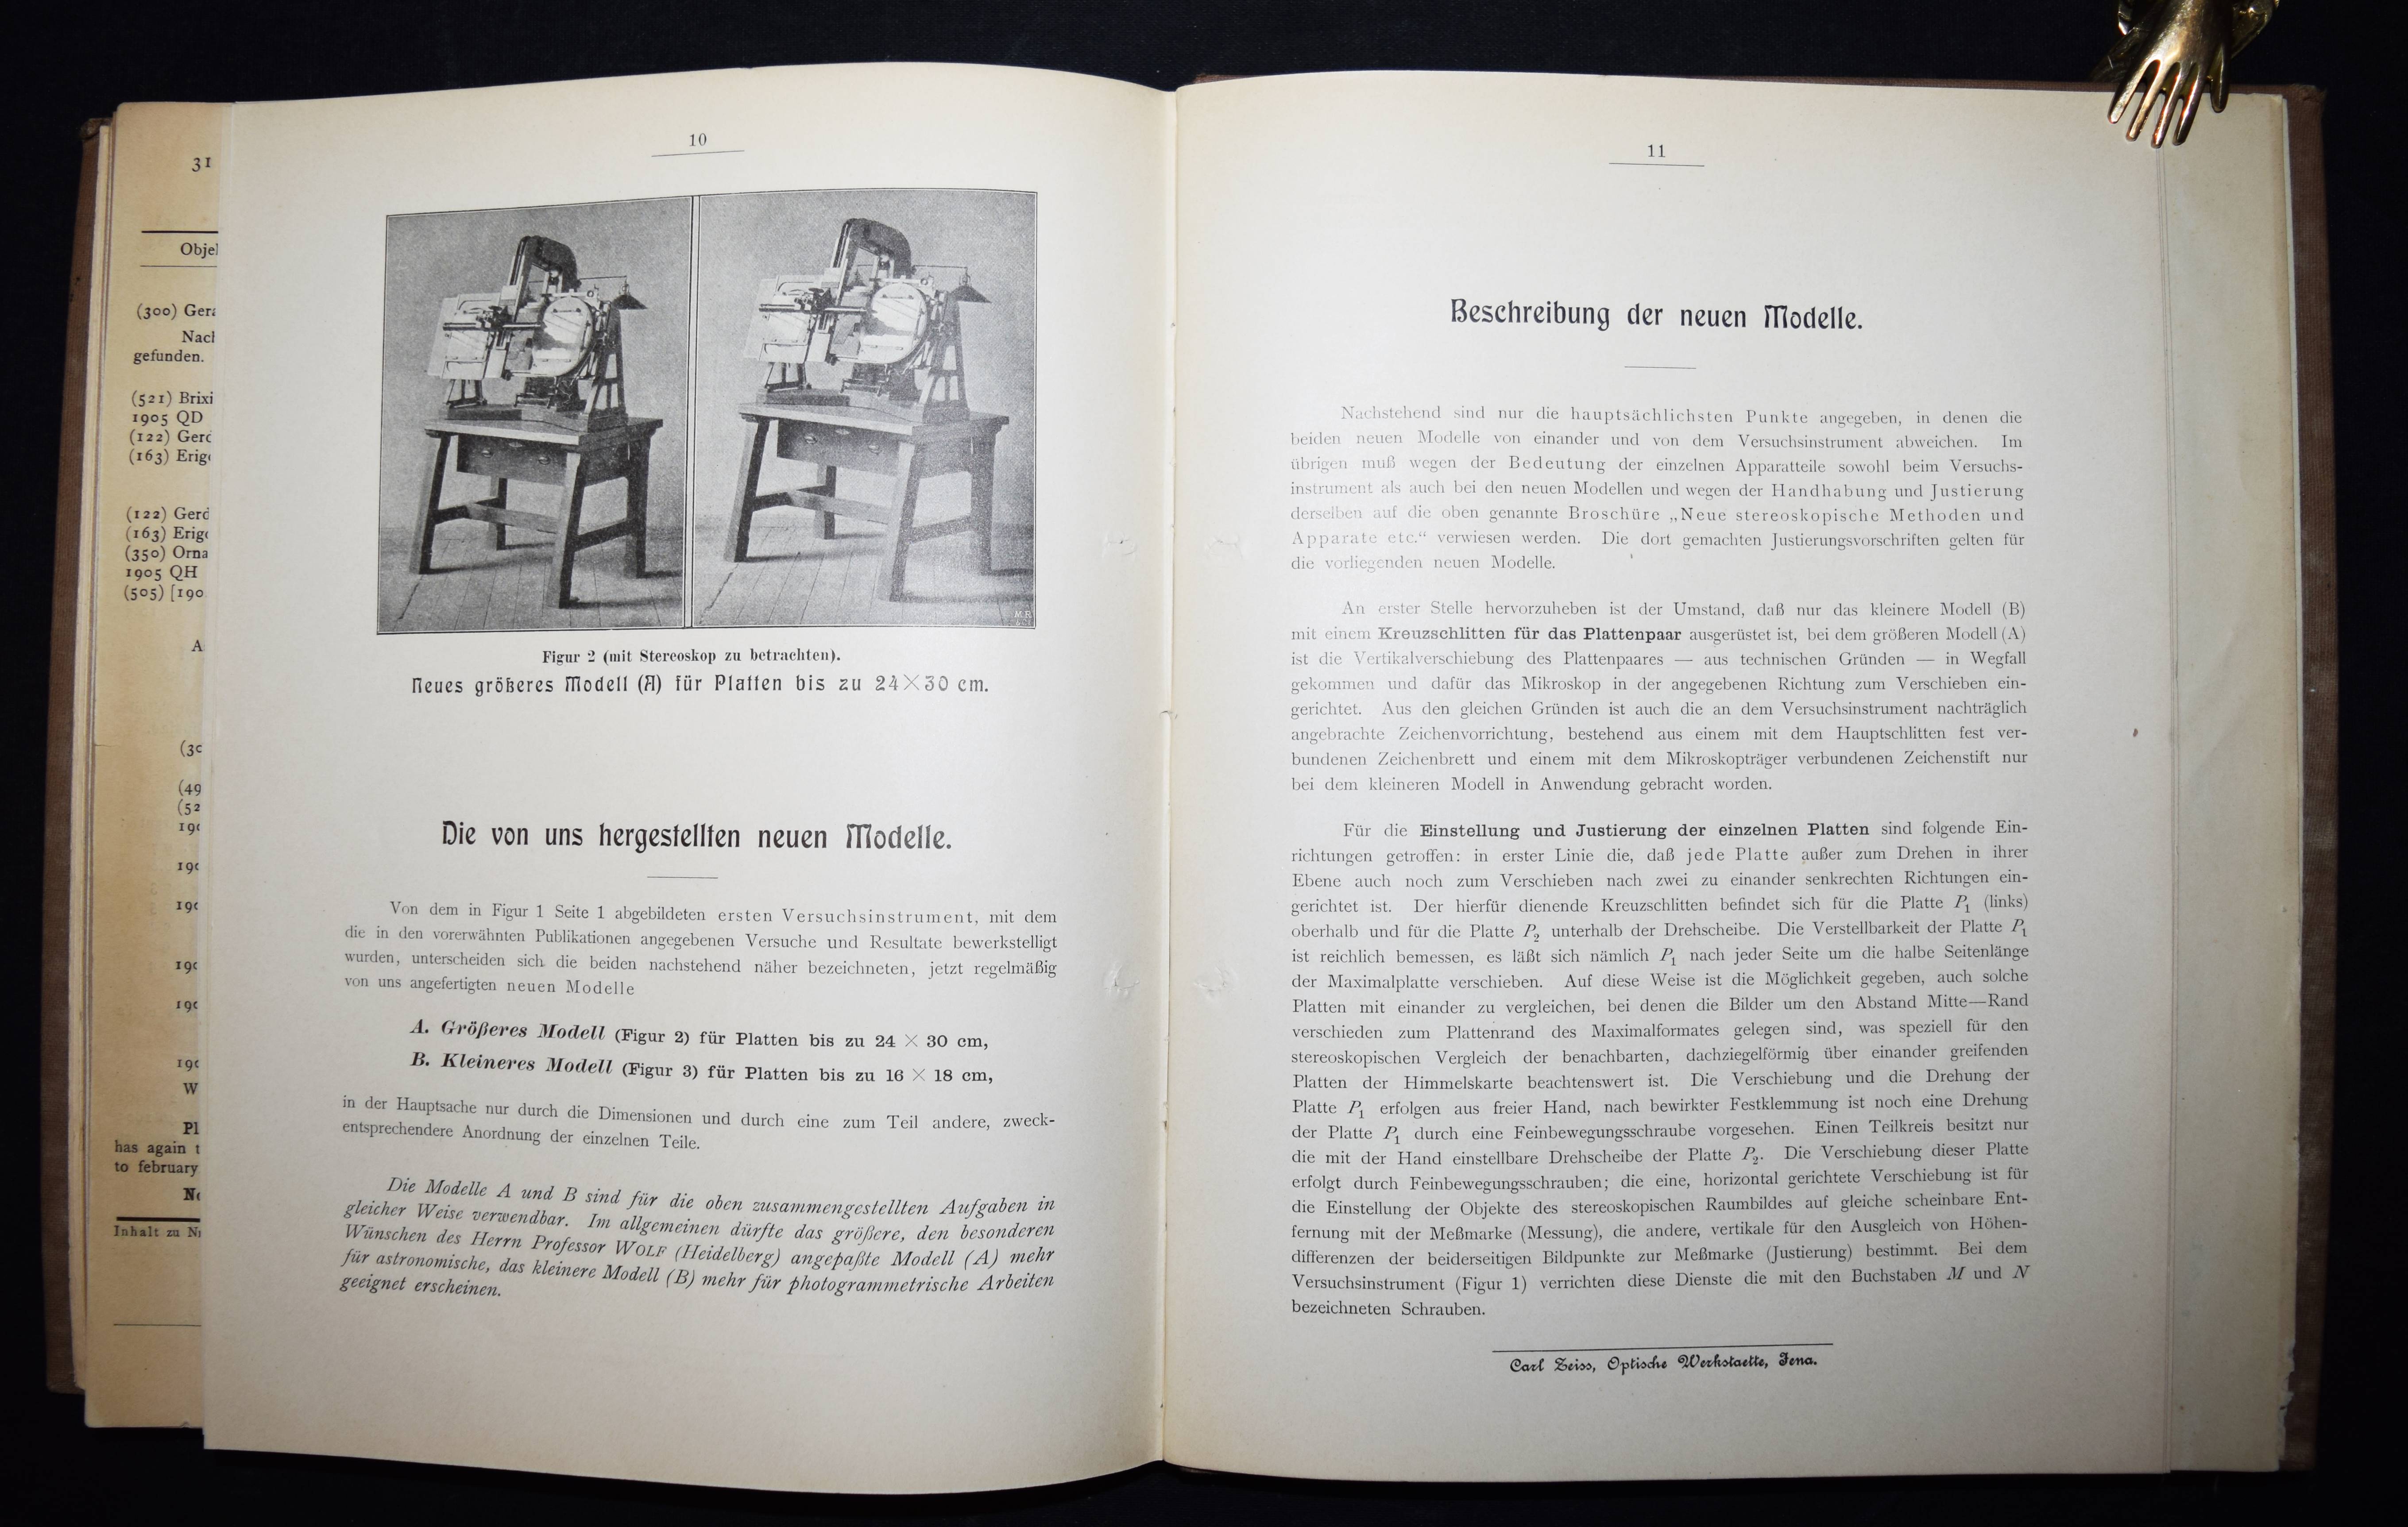 31
Obje
(300) Gera
Nach
gefunden.
(521) Brixi
1905 QD
(122) Gerd
(163) Erig
(122) Gerd
(163) Erig
(350) Orna
1905 QH
(505) [190
A
(30
(49
(52
190
190
190
190
190
190
W
Pl
has again t
to february
No
Inhalt zu Nr
10
M.R.
Figur 2 (mit Stereoskop zu betrachten).
Neues größeres Modell (A) für Platten bis zu 24×30 cm.
Die von uns hergestellten neuen Modelle.
Von dem in Figur 1 Seite 1 abgebildeten ersten Versuchsinstrument, mit dem
die in den vorerwähnten Publikationen angegebenen Versuche und Resultate bewerkstelligt
wurden, unterscheiden sich die beiden nachstehend näher bezeichneten, jetzt regelmäßig
von uns angefertigten neuen Modelle
A. Größeres Modell (Figur 2) für Platten bis zu 24 × 30 cm,
B. Kleineres Modell (Figur 3) für Platten bis zu 16 × 18 cm,
in der Hauptsache nur durch die Dimensionen und durch eine zum Teil andere, zweck-
entsprechendere Anordnung der einzelnen Teile.
Die Modelle A und B sind für die oben zusammengestellten Aufgaben in
gleicher Weise verwendbar. Im allgemeinen dürfte das größere, den besonderen
Wünschen des Herrn Professor WOLF (Heidelberg) angepaßte Modell (A) mehr
für astronomische, das kleinere Modell (B) mehr für photogrammetrische Arbeiten
geeignet erscheinen.
11
Beschreibung der neuen Modelle.
Nachstehend sind nur die hauptsächlichsten Punkte angegeben, in denen die
beiden neuen Modelle von einander und von dem Versuchsinstrument abweichen. Im
übrigen muß wegen der Bedeutung der einzelnen Apparatteile sowohl beim Versuchs-
instrument als auch bei den neuen Modellen und wegen der Handhabung und Justierung
derselben auf die oben genannte Broschüre „Neue stereoskopische Methoden und
Apparate etc.“ verwiesen werden. Die dort gemachten Justierungsvorschriften gelten für
die vorliegenden neuen Modelle.
An erster Stelle hervorzuheben ist der Umstand, daß nur das kleinere Modell (B)
mit einem Kreuzschlitten für das Plattenpaar ausgerüstet ist, bei dem größeren Modell (A)
ist die Vertikalverschiebung des Plattenpaares — aus technischen Gründen — in Wegfall
gekommen und dafür das Mikroskop in der angegebenen Richtung zum Verschieben ein-
gerichtet. Aus den gleichen Gründen ist auch die an dem Versuchsinstrument nachträglich
angebrachte Zeichenvorrichtung, bestehend aus einem mit dem Hauptschlitten fest ver-
bundenen Zeichenbrett und einem mit dem Mikroskopträger verbundenen Zeichenstift nur
bei dem kleineren Modell in Anwendung gebracht worden.
Für die Einstellung und Justierung der einzelnen Platten sind folgende Ein-
richtungen getroffen: in erster Linie die, daß jede Platte außer zum Drehen in ihrer
Ebene auch noch zum Verschieben nach zwei zu einander senkrechten Richtungen ein-
gerichtet ist. Der hierfür dienende Kreuzschlitten befindet sich für die Platte P₁ (links)
oberhalb und für die Platte P₂ unterhalb der Drehscheibe. Die Verstellbarkeit der Platte P₁
ist reichlich bemessen, es läßt sich nämlich P₁ nach jeder Seite um die halbe Seitenlänge
der Maximalplatte verschieben. Auf diese Weise ist die Möglichkeit gegeben, auch solche
Platten mit einander zu vergleichen, bei denen die Bilder um den Abstand Mitte—Rand
verschieden zum Plattenrand des Maximalformates gelegen sind, was speziell für den
stereoskopischen Vergleich der benachbarten, dachziegelförmig über einander greifenden
Platten der Himmelskarte beachtenswert ist. Die Verschiebung und die Drehung der
Platte P₁ erfolgen aus freier Hand, nach bewirkter Festklemmung ist noch eine Drehung
der Platte P₁ durch eine Feinbewegungsschraube vorgesehen. Einen Teilkreis besitzt nur
die mit der Hand einstellbare Drehscheibe der Platte P₂. Die Verschiebung dieser Platte
erfolgt durch Feinbewegungsschrauben; die eine, horizontal gerichtete Verschiebung ist für
die Einstellung der Objekte des stereoskopischen Raumbildes auf gleiche scheinbare Ent-
fernung mit der Meßmarke (Messung), die andere, vertikale für den Ausgleich von Höhen-
differenzen der beiderseitigen Bildpunkte zur Meßmarke (Justierung) bestimmt. Bei dem
Versuchsinstrument (Figur 1) verrichten diese Dienste die mit den Buchstaben M und N
bezeichneten Schrauben.
Carl Zeiss, Optische Werkstaette, Jena.